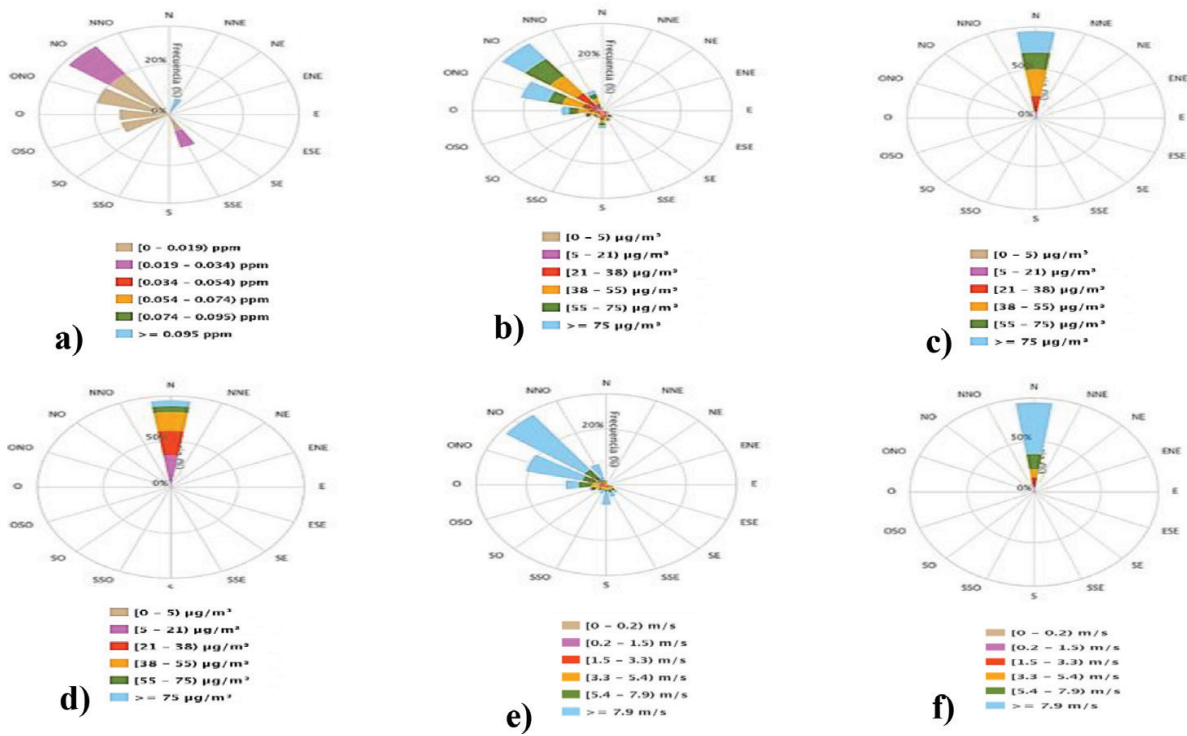 N
NNO
NNE
NO
NE
ONO
ENE
O
E
OSO
ESE
SO
SE
SSO
SSE
S
Frecuencia (%)
20%
0%
[0 – 0.019) ppm
[0.019 – 0.034) ppm
[0.034 – 0.054) ppm
[0.054 – 0.074) ppm
[0.074 – 0.095) ppm
>= 0.095 ppm
a)
N
NNO
NNE
NO
NE
ONO
ENE
O
E
OSO
ESE
SO
SE
SSO
SSE
S
Frecuencia (%)
20%
[0 – 5) µg/m³
[5 – 21) µg/m³
[21 – 38) µg/m³
[38 – 55) µg/m³
[55 – 75) µg/m³
>= 75 µg/m³
b)
N
NNO
NNE
NO
NE
ONO
ENE
O
E
OSO
ESE
SO
SE
SSO
SSE
S
50%
0%
[0 – 5) µg/m³
[5 – 21) µg/m³
[21 – 38) µg/m³
[38 – 55) µg/m³
[55 – 75) µg/m³
>= 75 µg/m³
c)
N
NNO
NNE
NO
NE
ONO
ENE
O
E
OSO
ESE
SO
SE
SSO
SSE
50%
(%)
0%
[0 – 5) µg/m³
[5 – 21) µg/m³
[21 – 38) µg/m³
[38 – 55) µg/m³
[55 – 75) µg/m³
>= 75 µg/m³
d)
N
NNO
NNE
NO
NE
ONO
ENE
O
E
OSO
ESE
SO
SE
SSO
SSE
S
Frecuencia (%)
20%
[0 – 0.2) m/s
[0.2 – 1.5) m/s
[1.5 – 3.3) m/s
[3.3 – 5.4) m/s
[5.4 – 7.9) m/s
>= 7.9 m/s
e)
N
NNO
NNE
NO
NE
ONO
ENE
O
E
OSO
ESE
SO
SE
SSO
SSE
S
50%
0%
[0 – 0.2) m/s
[0.2 – 1.5) m/s
[1.5 – 3.3) m/s
[3.3 – 5.4) m/s
[5.4 – 7.9) m/s
>= 7.9 m/s
f)